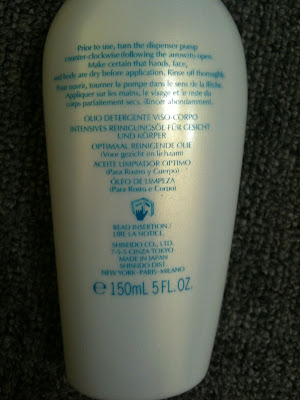 Prior to use, turn the dispenser pump
counter-clockwise (following the arrow) to open.
Make certain that hands, face,
and body are dry before application. Rinse off thoroughly.
Pour ouvrir, tourner la pompe dans le sens de la flèche.
Appliquer sur les mains, le visage et le reste du
corps parfaitement secs. Rincer abondamment.
OLIO DETERGENTE VISO-CORPO
INTENSIVES REINIGUNGSÖL FÜR GESICHT
UND KÖRPER
OPTIMAAL REINIGENDE OLIE
(Voor gezicht en lichaam)
ACEITE LIMPIADOR OPTIMO
(Para Rostro y Cuerpo)
ÓLEO DE LIMPEZA
(Para Rosto e Corpo)
READ INSERTION/
LIRE LA NOTICE.
SHISEIDO CO., LTD.
7-5-5 GINZA TOKYO
MADE IN JAPAN
SHISEIDO DIST.
NEW YORK-PARIS-MILANO
e 150mL 5 FL.OZ.